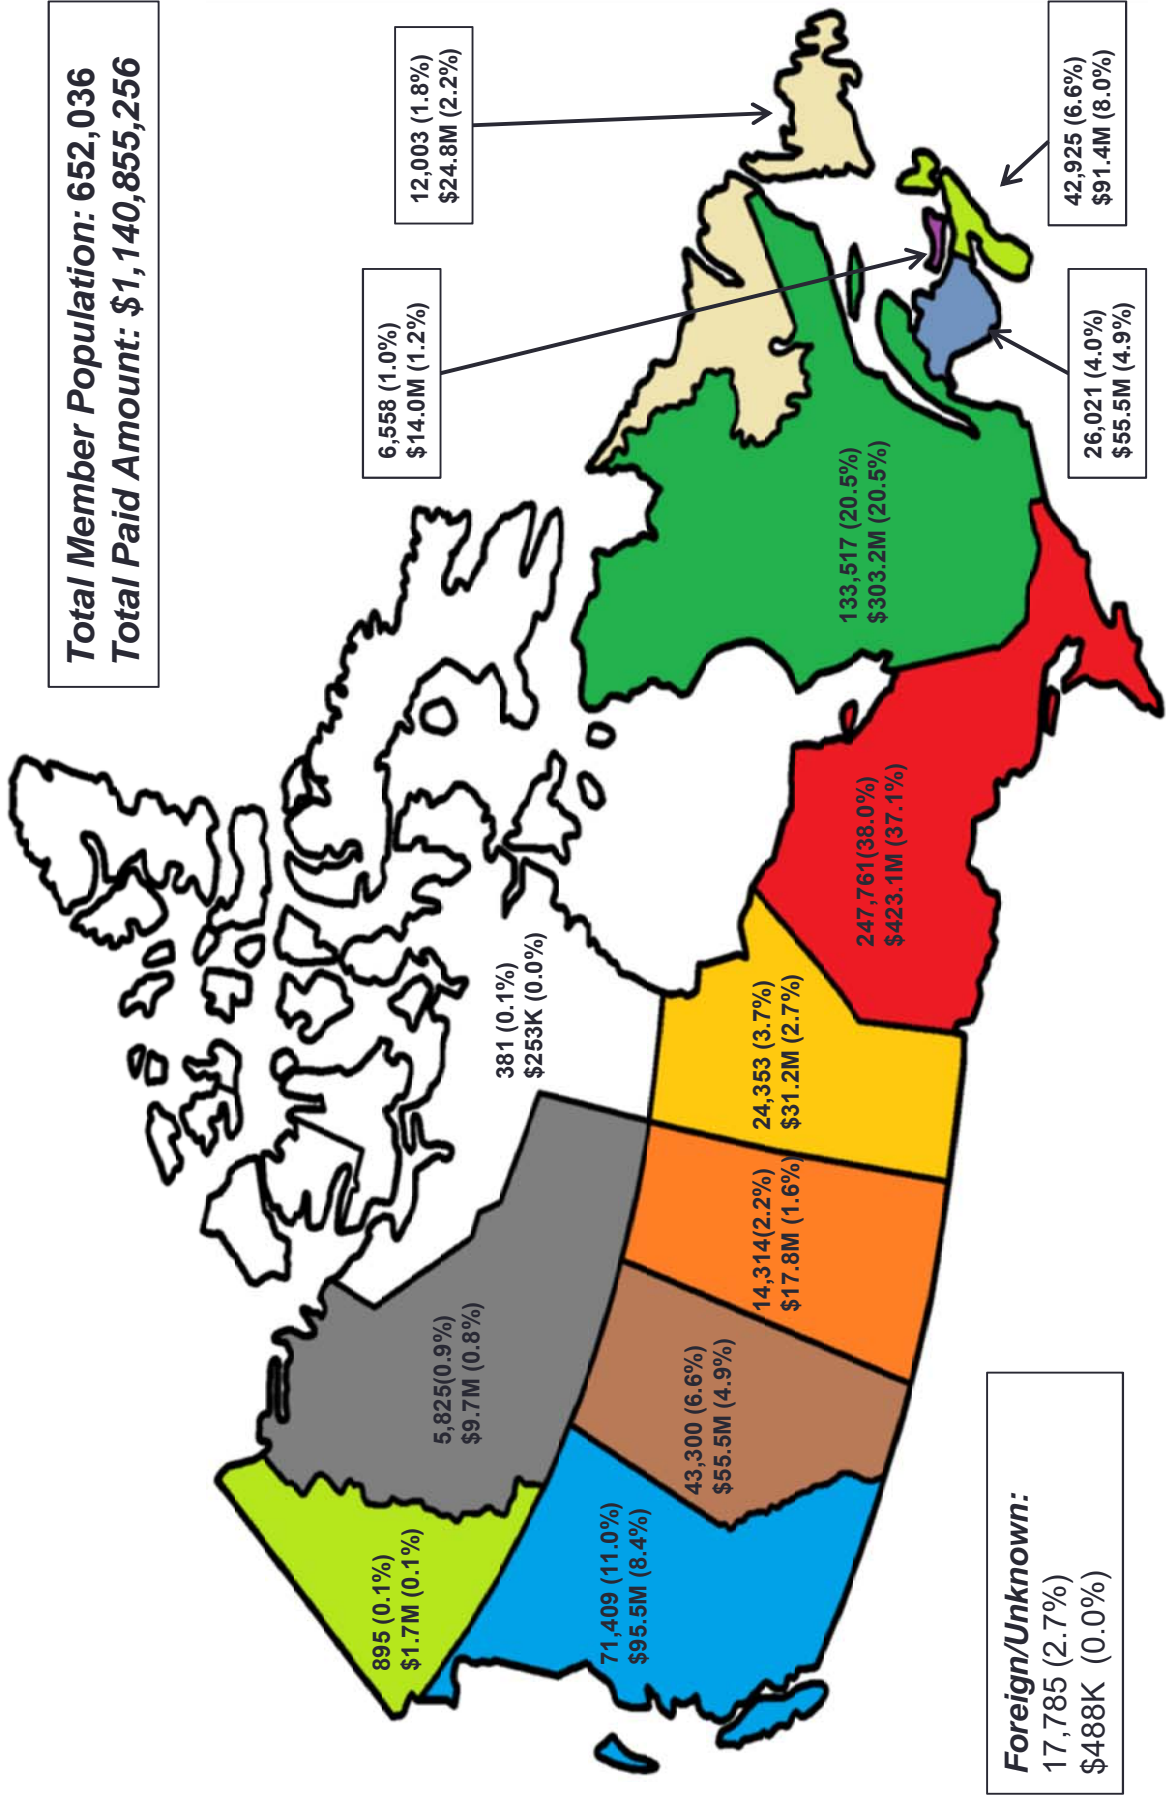 Total Member Population: 652,036
Total Paid Amount: $1,140,855,256
12,003 (1.8%)
$24.8M (2.2%)
6,558 (1.0%)
$14.0M (1.2%)
895 (0.1%)
$1.7M (0.1%)
5,825(0.9%)
$9.7M (0.8%)
381 (0.1%)
$253K (0.0%)
71,409 (11.0%)
$95.5M (8.4%)
43,300 (6.6%)
$55.5M (4.9%)
14,314(2.2%)
$17.8M (1.6%)
24,353 (3.7%)
$31.2M (2.7%)
247,761(38.0%)
$423.1M (37.1%)
133,517 (20.5%)
$303.2M (20.5%)
42,925 (6.6%)
$91.4M (8.0%)
26,021 (4.0%)
$55.5M (4.9%)
Foreign/Unknown:
17,785 (2.7%)
$488K (0.0%)